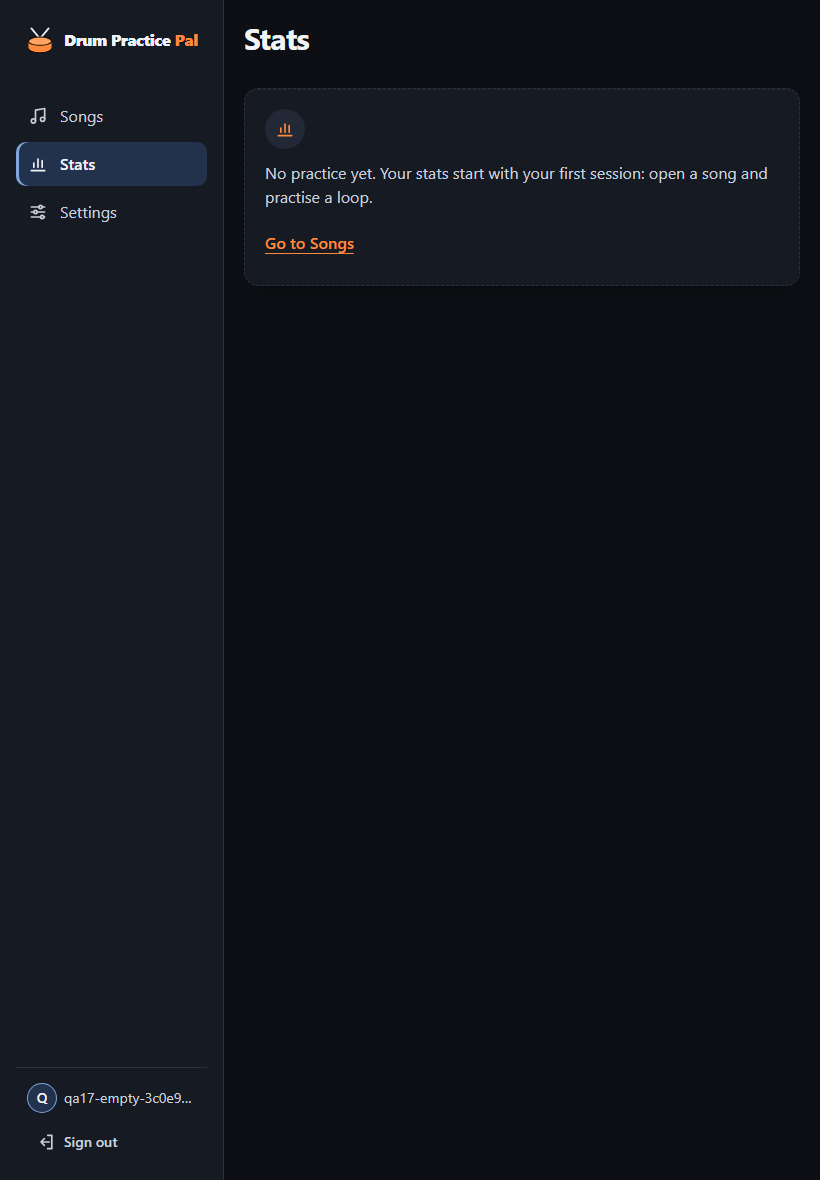 Drum Practice Pal
Songs
Stats
Settings
qa17-empty-3c0e9...
Sign out
Stats
No practice yet. Your stats start with your first session: open a song and
practise a loop.
Go to Songs
Q